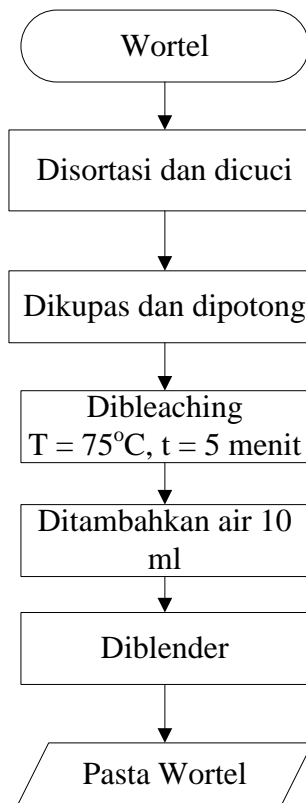 Wortel
Disortasi dan dicuci
Dikupas dan dipotong
Dibleaching
T = 75°C, t = 5 menit
Ditambahkan air 10
ml
Diblender
Pasta Wortel